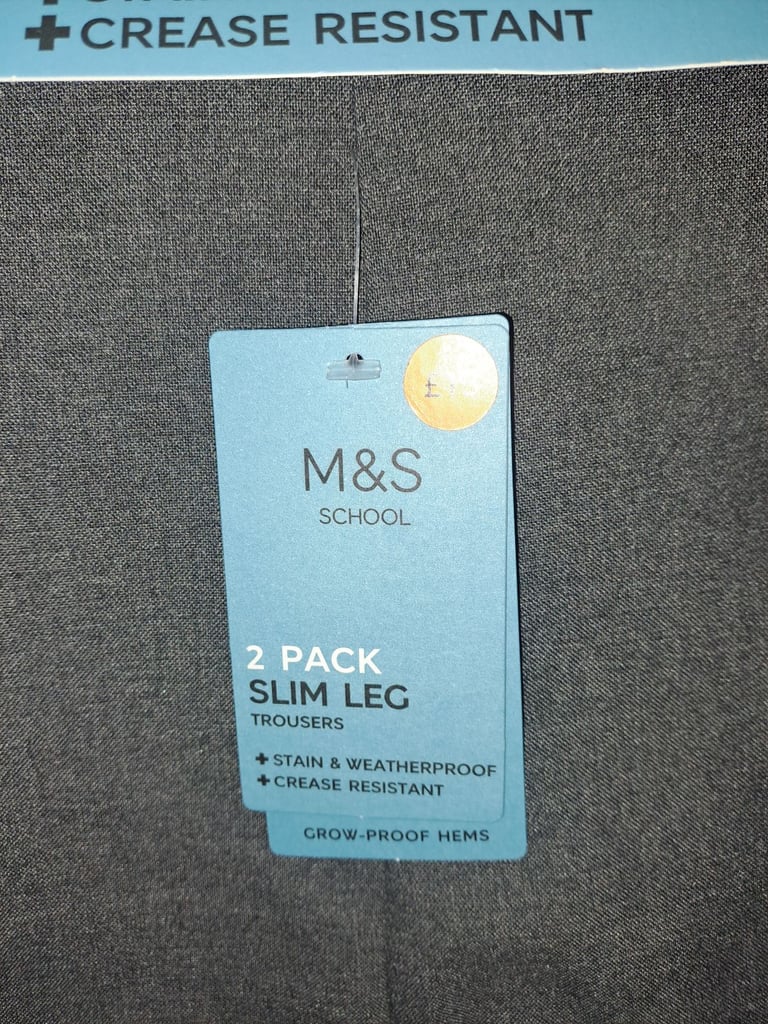 + CREASE RESISTANT
£
M&S
SCHOOL
2 PACK
SLIM LEG
TROUSERS
+ STAIN & WEATHERPROOF
+ CREASE RESISTANT
GROW-PROOF HEMS